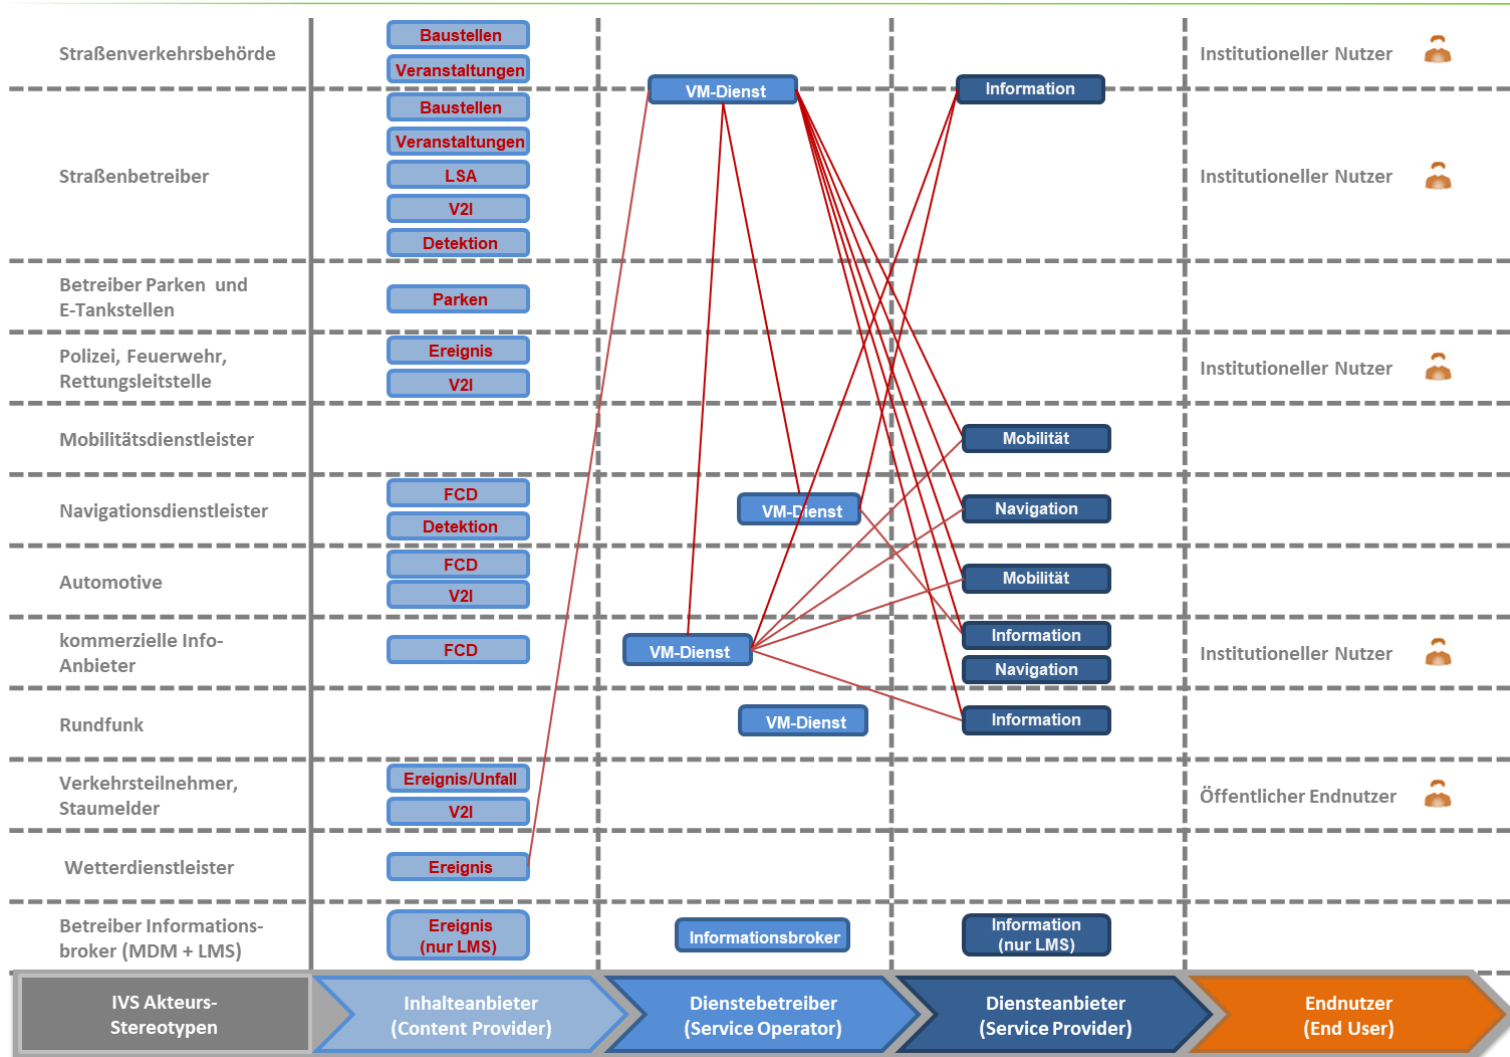 Straßenverkehrsbehörde
Baustellen
Veranstaltungen
VM-Dienst
Information
Institutioneller Nutzer
Straßenbetreiber
Baustellen
Veranstaltungen
LSA
V2I
Detektion
Institutioneller Nutzer
Betreiber Parken und
E-Tankstellen
Parken
Polizei, Feuerwehr,
Rettungsleitstelle
Ereignis
V2I
Institutioneller Nutzer
Mobilitätsdienstleister
Mobilität
Navigationsdienstleister
FCD
Detektion
VM-Dienst
Navigation
Automotive
FCD
V2I
Mobilität
kommerzielle Info-
Anbieter
FCD
VM-Dienst
Information
Navigation
Institutioneller Nutzer
Rundfunk
VM-Dienst
Information
Verkehrsteilnehmer,
Staumelder
Ereignis/Unfall
V2I
Öffentlicher Endnutzer
Wetterdienstleister
Ereignis
Betreiber Informations-
broker (MDM + LMS)
Ereignis
(nur LMS)
Informationsbroker
Information
(nur LMS)
IVS Akteurs-
Stereotypen
Inhalteanbieter
(Content Provider)
Dienstebetreiber
(Service Operator)
Diensteanbieter
(Service Provider)
Endnutzer
(End User)